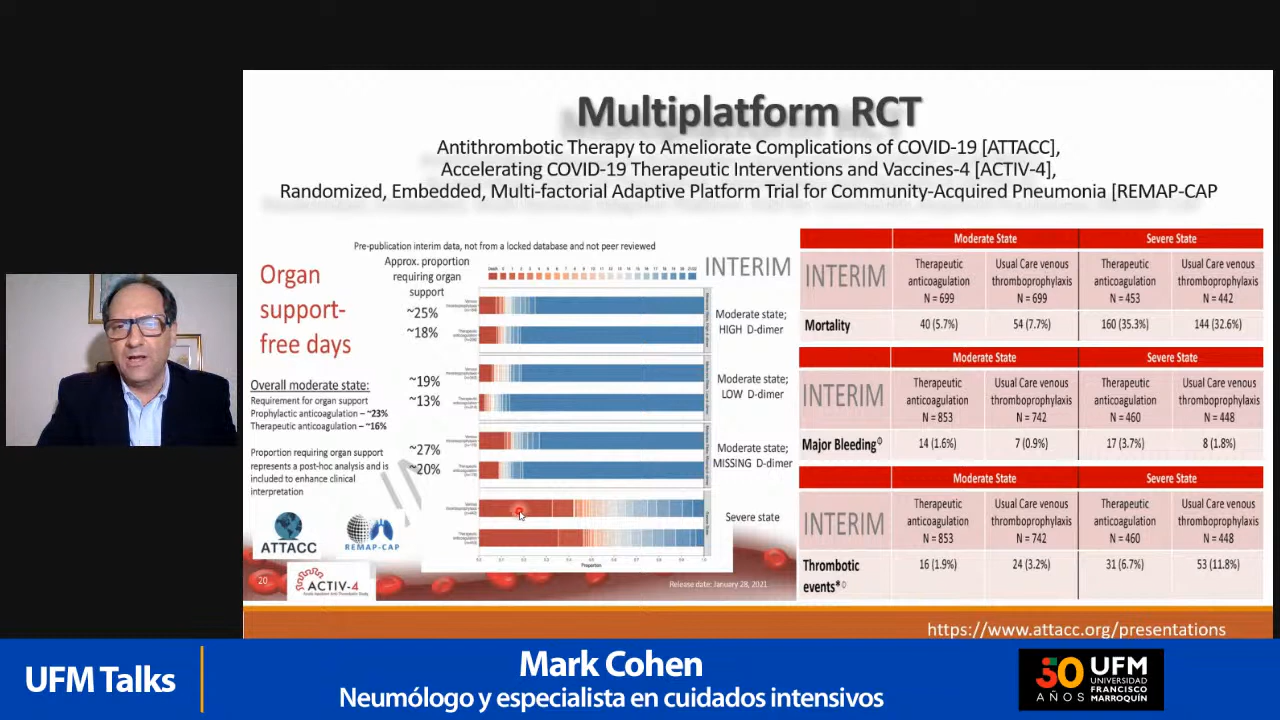 Multiplatform RCT
Antithrombotic Therapy to Ameliorate Complications of COVID-19 [ATTACC],
Accelerating COVID-19 Therapeutic Interventions and Vaccines-4 [ACTIV-4],
Randomized, Embedded, Multi-factorial Adaptive Platform Trial for Community-Acquired Pneumonia [REMAP-CAP
Pre-publication interim data, not from a locked database and not peer reviewed
Organ
support-
free days
Overall moderate state:
Requirement for organ support
Prophylactic anticoagulation – ~23%
Therapeutic anticoagulation – ~16%
Proportion requiring organ support
represents a post-hoc analysis and is
included to enhance clinical
interpretation
ATTACC
REMAP-CAP
20
ACTIV-4
Approx. proportion
requiring organ
support
~25%
~18%
~19%
~13%
~27%
~20%
INTERIM
Moderate state;
HIGH D-dimer
Moderate state;
LOW D-dimer
Moderate state;
MISSING D-dimer
Severe state
Proportion
Release date: January 28, 2021
Moderate State Severe State
INTERIM
Therapeutic anticoagulation N = 699
Usual Care venous thromboprophylaxis N = 699
Therapeutic anticoagulation N = 453
Usual Care venous thromboprophylaxis N = 442
Mortality 40 (5.7%) 54 (7.7%) 160 (35.3%) 144 (32.6%)
Moderate State Severe State
INTERIM
Therapeutic anticoagulation N = 853
Usual Care venous thromboprophylaxis N = 742
Therapeutic anticoagulation N = 460
Usual Care venous thromboprophylaxis N = 448
Major Bleeding 14 (1.6%) 7 (0.9%) 17 (3.7%) 8 (1.8%)
Moderate State Severe State
INTERIM
Therapeutic anticoagulation N = 853
Usual Care venous thromboprophylaxis N = 742
Therapeutic anticoagulation N = 460
Usual Care venous thromboprophylaxis N = 448
Thrombotic events* 16 (1.9%) 24 (3.2%) 31 (6.7%) 53 (11.8%)
https://www.attacc.org/presentations
UFM Talks
Mark Cohen
Neumólogo y especialista en cuidados intensivos
50
AÑOS
UFM
UNIVERSIDAD
FRANCISCO
MARROQUÍN